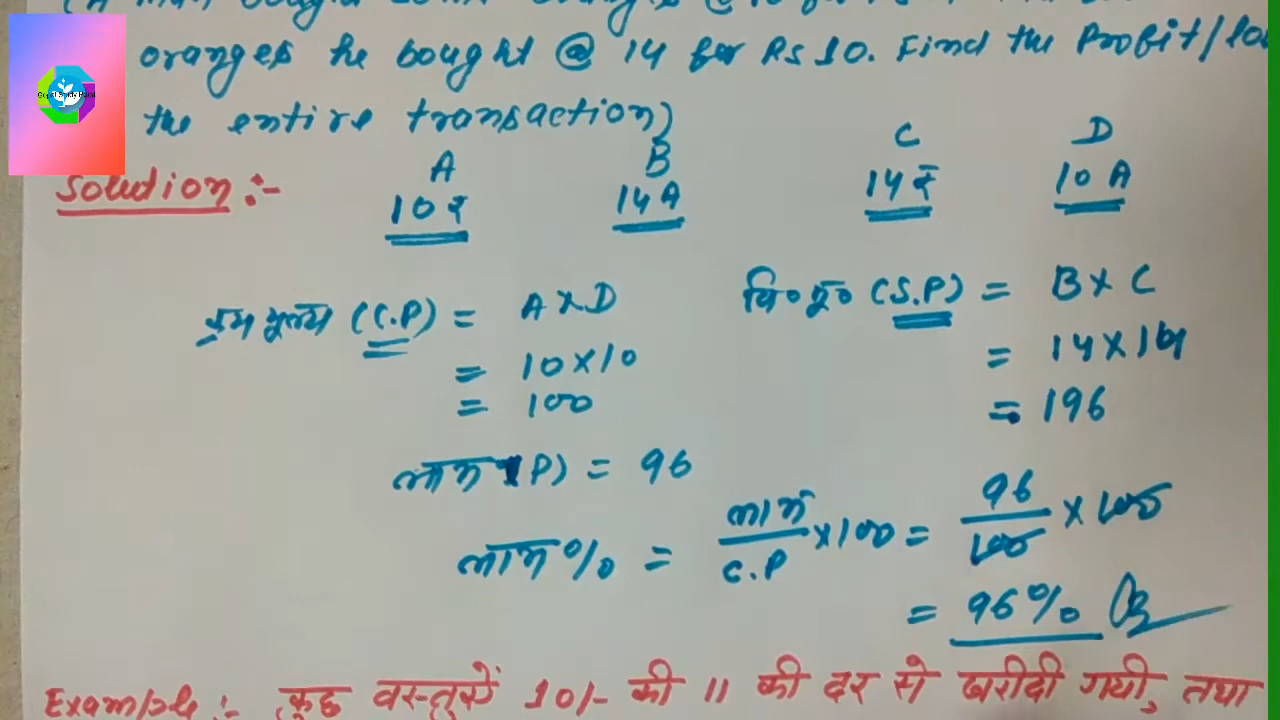 oranges he bought @ 14 for Rs 10. Find the Profit/
the entire transaction)
Solution :-
A B C D
10₹ 14A 14₹ 10 A
क्रय मूल्य (C.P) = A x D
= 10 x 10
= 100
वि० मू० (S.P) = B x C
= 14 x 14
= 196
लाभ (P) = 96
लाभ % = लाभ/C.P x 100 = 96/100 x 100
= 96%
Example :- कुछ वस्तुएें 10/- की 11 की दर से खरीदी गयी, तथा